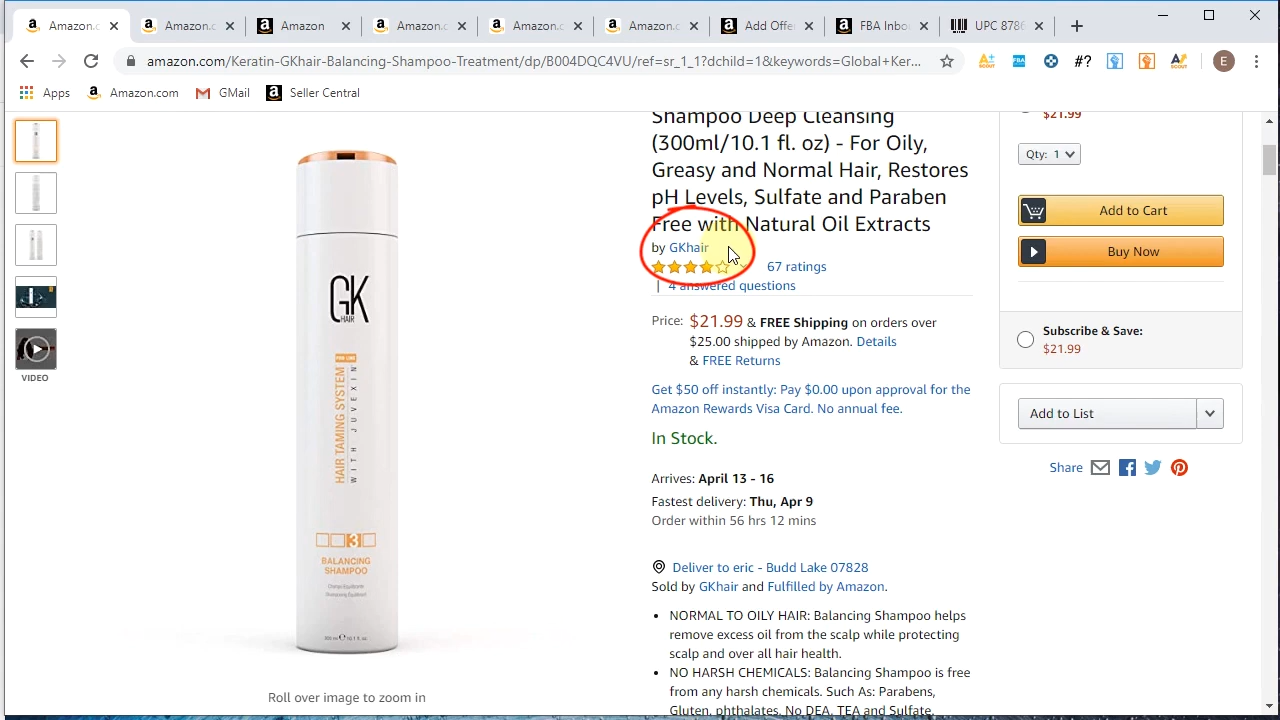 Amazon.c
Amazon.c
Amazon
Amazon.c
Amazon.c
Amazon.c
Add Offe
FBA Inbo
UPC 8786
amazon.com/Keratin-GKhair-Balancing-Shampoo-Treatment/dp/B004DQC4VU/ref=sr_1_1?dchild=1&keywords=Global+Ker...
#?
E
Apps
Amazon.com
GMail
Seller Central
Shampoo Deep Cleansing
(300ml/10.1 fl. oz) - For Oily,
Greasy and Normal Hair, Restores
pH Levels, Sulfate and Paraben
Free with Natural Oil Extracts
by GKhair
67 ratings
| 4 answered questions
Price: $21.99 & FREE Shipping on orders over
$25.00 shipped by Amazon. Details
& FREE Returns
Get $50 off instantly: Pay $0.00 upon approval for the
Amazon Rewards Visa Card. No annual fee.
In Stock.
Arrives: April 13 - 16
Fastest delivery: Thu, Apr 9
Order within 56 hrs 12 mins
Deliver to eric - Budd Lake 07828
Sold by GKhair and Fulfilled by Amazon.
• NORMAL TO OILY HAIR: Balancing Shampoo helps
remove excess oil from the scalp while protecting
scalp and over all hair health.
• NO HARSH CHEMICALS: Balancing Shampoo is free
from any harsh chemicals. Such As: Parabens,
Gluten, phthalates, No DEA, TEA and Sulfate.
$21.99
Qty: 1
Add to Cart
Buy Now
Subscribe & Save:
$21.99
Add to List
Share
VIDEO
GK
HAIR
PRO LINE
HAIR TAMING SYSTEM
WITH JUVEXIN
3
BALANCING
SHAMPOO
Roll over image to zoom in